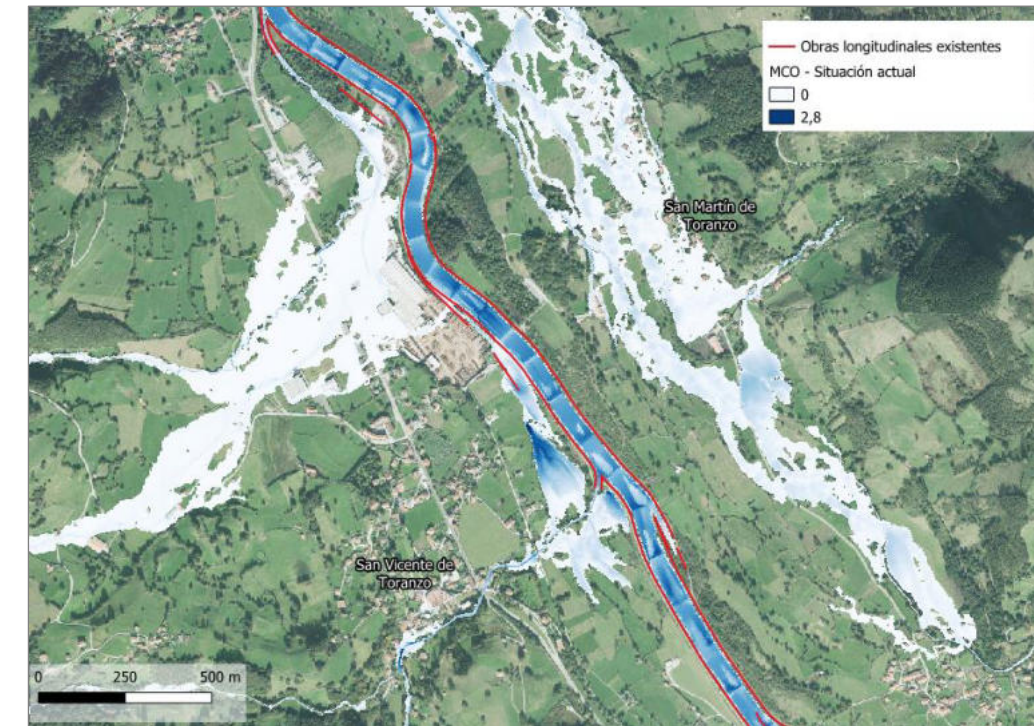 Obras longitudinales existentes
MCO - Situación actual
0
2,8
San Martín de
Toranzo
San Vicente de
Toranzo
0 250 500 m